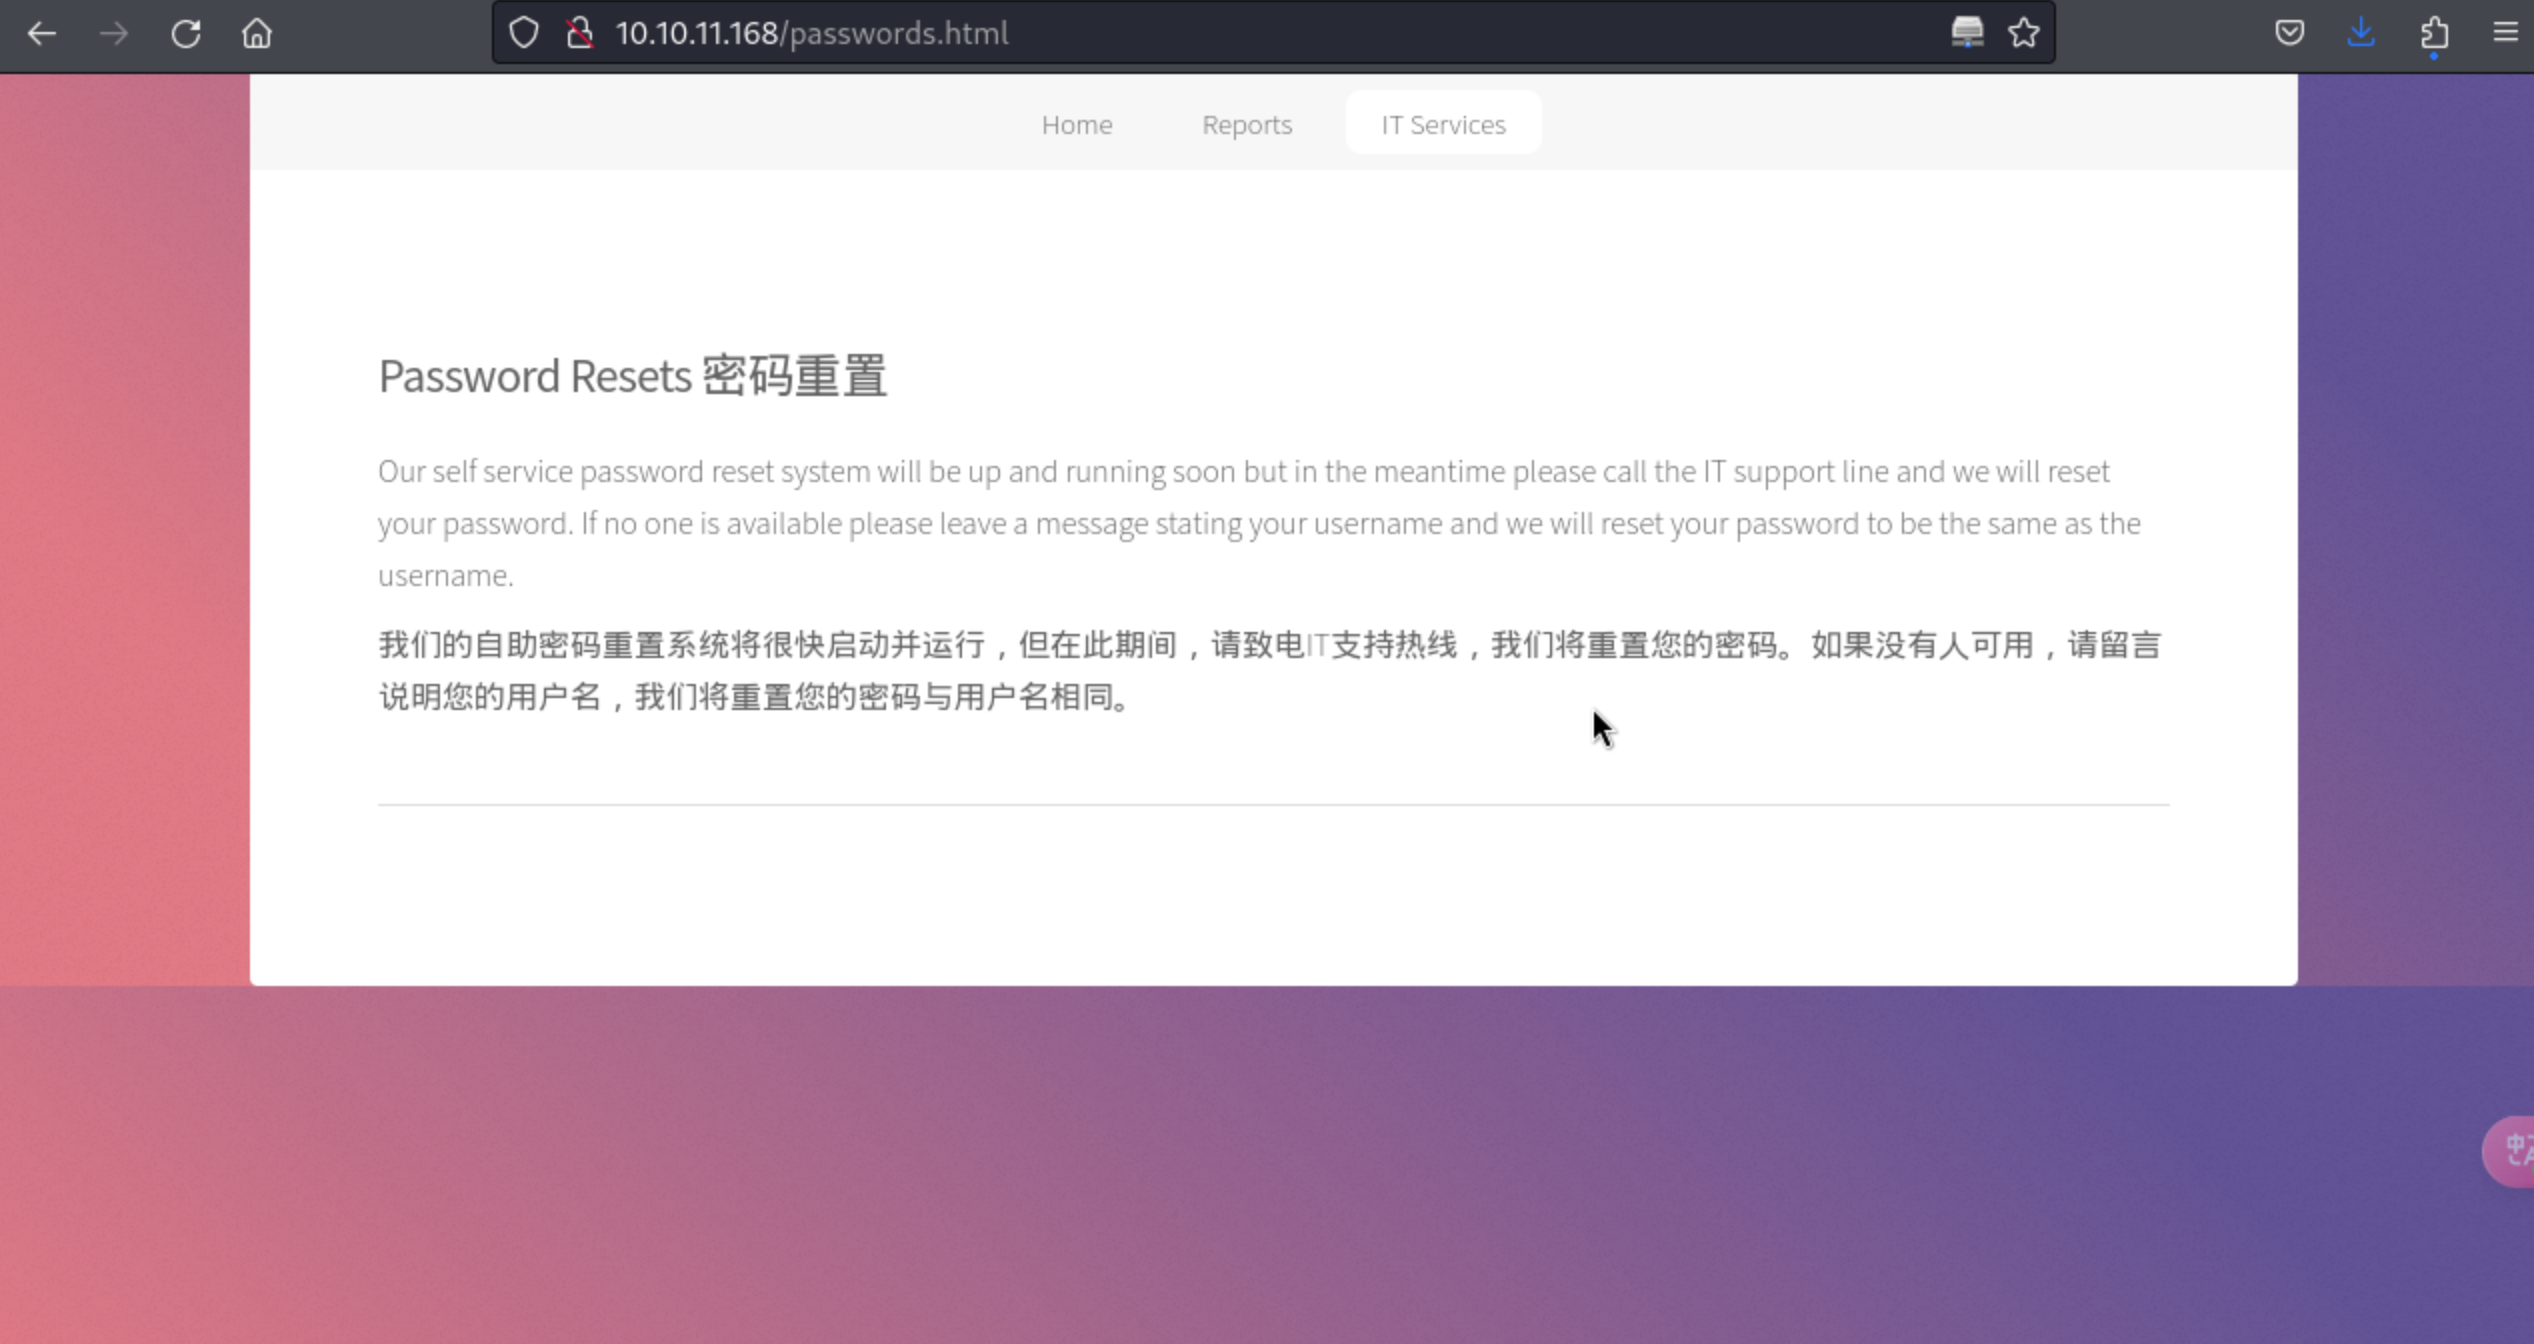 10.10.11.168/passwords.html
Home Reports IT Services
Password Resets 密码重置
Our self service password reset system will be up and running soon but in the meantime please call the IT support line and we will reset
your password. If no one is available please leave a message stating your username and we will reset your password to be the same as the
username.
我们的自助密码重置系统将很快启动并运行，但在此期间，请致电IT支持热线，我们将重置您的密码。如果没有人可用，请留言
说明您的用户名，我们将重置您的密码与用户名相同。